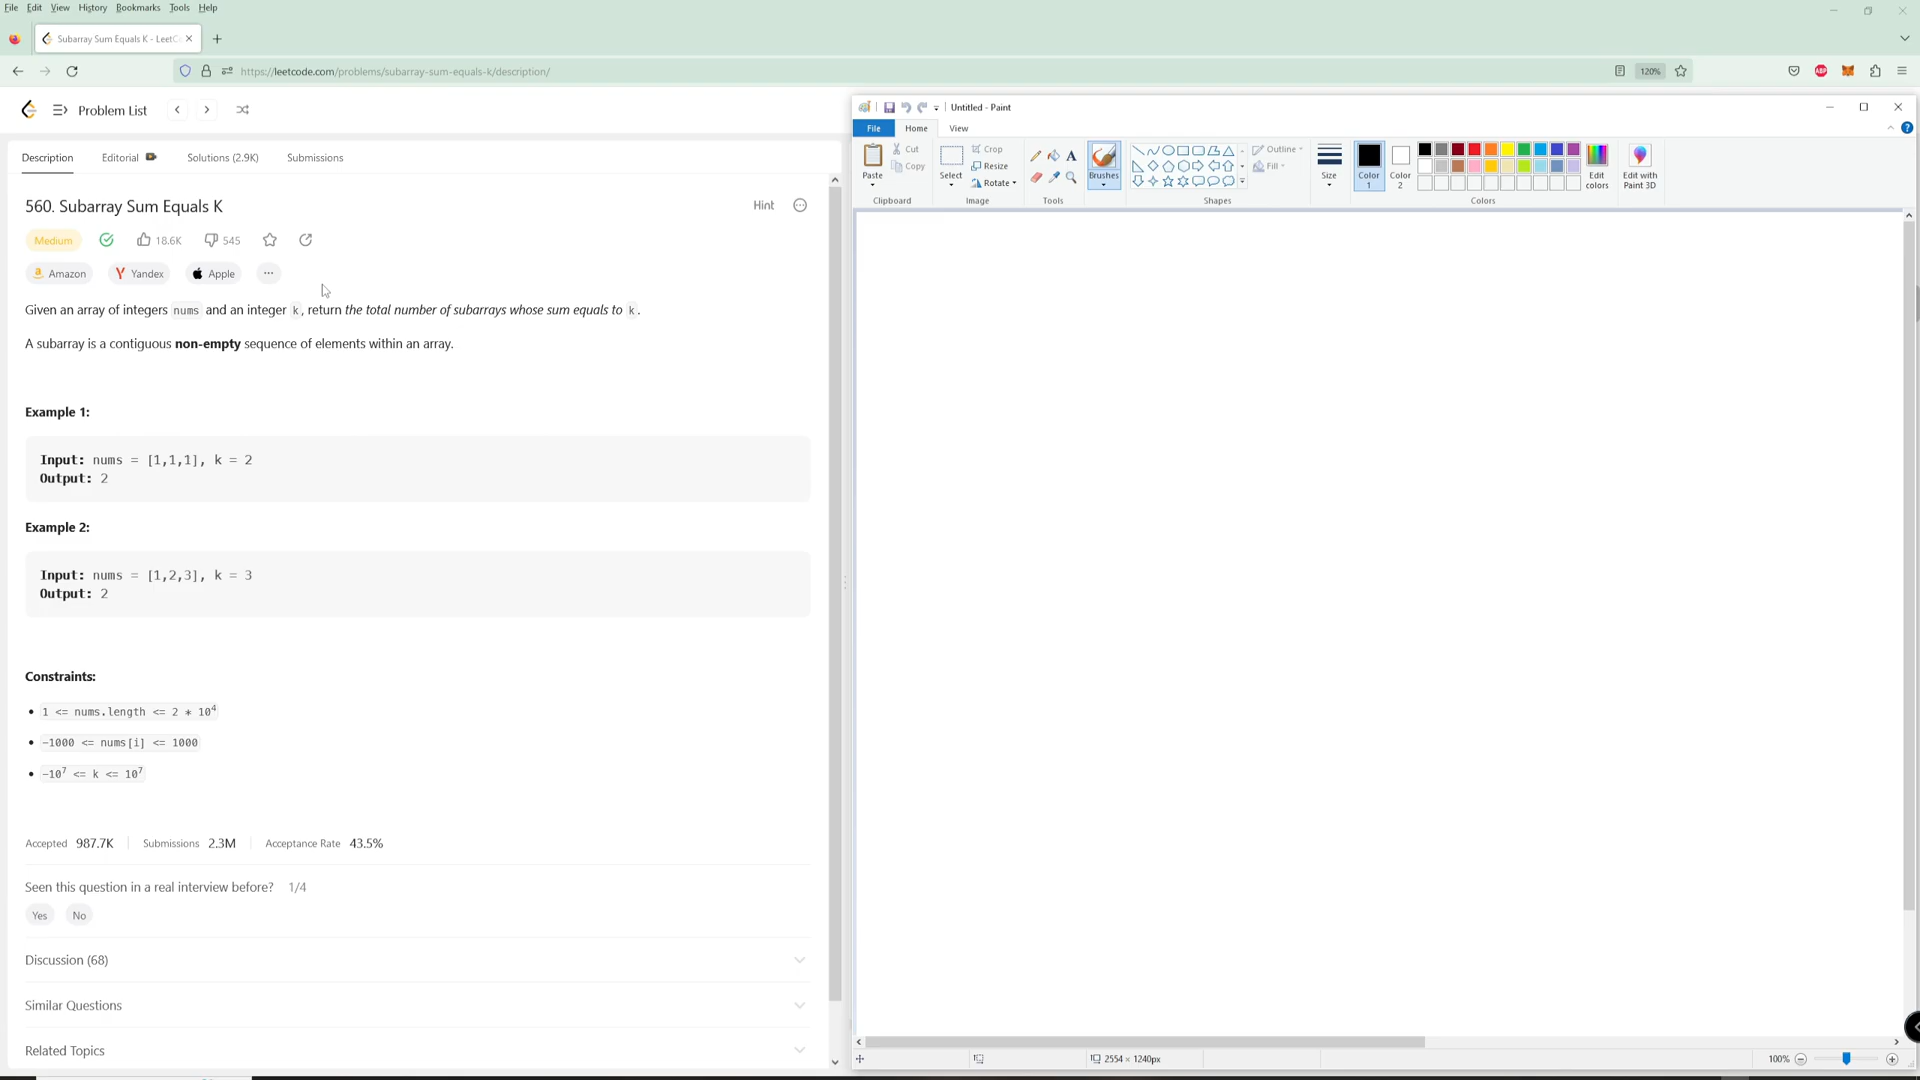 File Edit View History Bookmarks Tools Help
Subarray Sum Equals K - LeetC
https://leetcode.com/problems/subarray-sum-equals-k/description/
120%
ABP
Problem List
Description Editorial Solutions (2.9K) Submissions
560. Subarray Sum Equals K
Hint
Medium 18.6K 545
Amazon Yandex Apple ...
Given an array of integers nums and an integer k, return the total number of subarrays whose sum equals to k.
A subarray is a contiguous non-empty sequence of elements within an array.
Example 1:
Input: nums = [1,1,1], k = 2
Output: 2
Example 2:
Input: nums = [1,2,3], k = 3
Output: 2
Constraints:
• 1 <= nums.length <= 2 * 10⁴
• -1000 <= nums[i] <= 1000
• -10⁷ <= k <= 10⁷
Accepted 987.7K Submissions 2.3M Acceptance Rate 43.5%
Seen this question in a real interview before? 1/4
Yes No
Discussion (68)
Similar Questions
Related Topics
Untitled - Paint
File Home View
Paste Cut Copy
Clipboard
Select Crop Resize Rotate
Image
A
Tools
Brushes
Outline Fill
Shapes
Size
Color 1
Color 2
Edit colors
Colors
Edit with Paint 3D
2554 × 1240px
100%